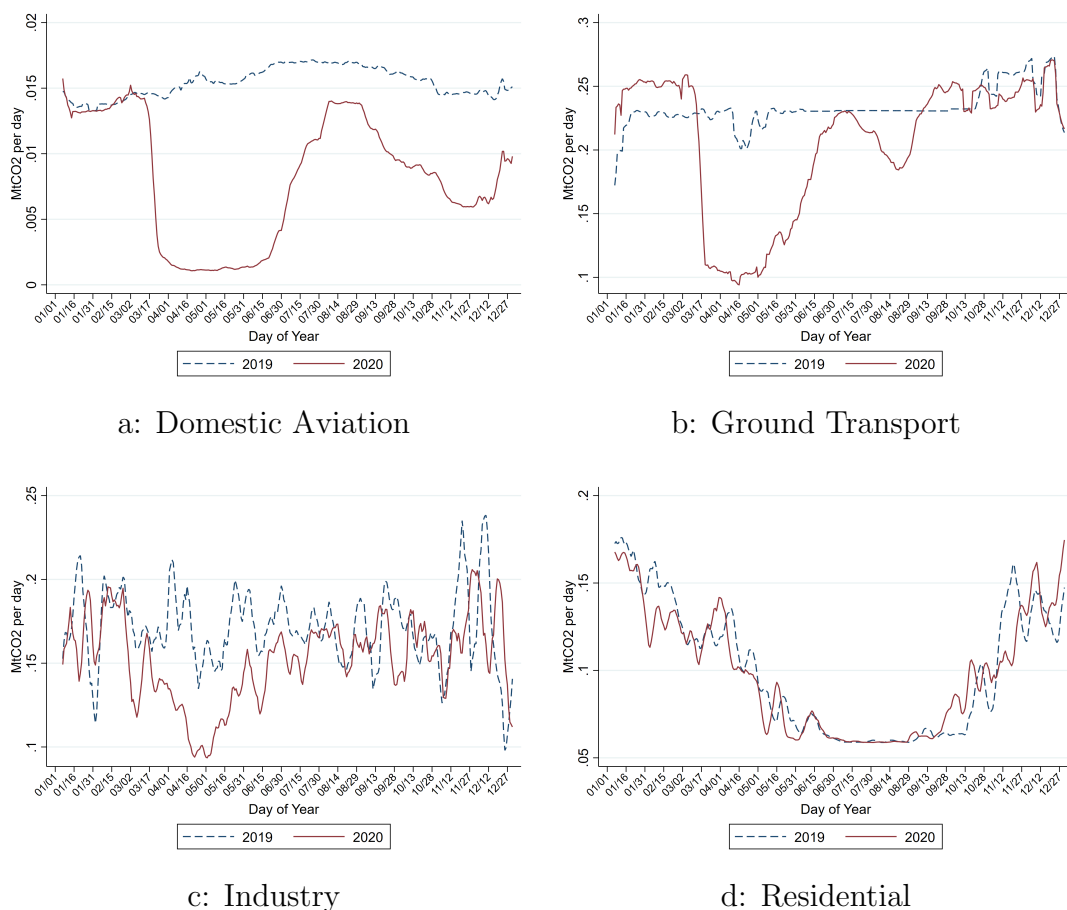 MtCO2 per day
0 .005 .01 .015 .02
01/01 01/16 01/31 02/15 03/02 03/17 04/01 04/16 05/01 05/16 05/31 06/15 06/30 07/15 07/30 08/14 08/29 09/13 09/28 10/13 10/28 11/12 11/27 12/12 12/27
Day of Year
2019 2020
a: Domestic Aviation
MtCO2 per day
.1 .15 .2 .25 .3
01/01 01/16 01/31 02/15 03/02 03/17 04/01 04/16 05/01 05/16 05/31 06/15 06/30 07/15 07/30 08/14 08/29 09/13 09/28 10/13 10/28 11/12 11/27 12/12 12/27
Day of Year
2019 2020
b: Ground Transport
MtCO2 per day
.1 .15 .2 .25
01/01 01/16 01/31 02/15 03/02 03/17 04/01 04/16 05/01 05/16 05/31 06/15 06/30 07/15 07/30 08/14 08/29 09/13 09/28 10/13 10/28 11/12 11/27 12/12 12/27
Day of Year
2019 2020
c: Industry
MtCO2 per day
.05 .1 .15 .2
01/01 01/16 01/31 02/15 03/02 03/17 04/01 04/16 05/01 05/16 05/31 06/15 06/30 07/15 07/30 08/14 08/29 09/13 09/28 10/13 10/28 11/12 11/27 12/12 12/27
Day of Year
2019 2020
d: Residential